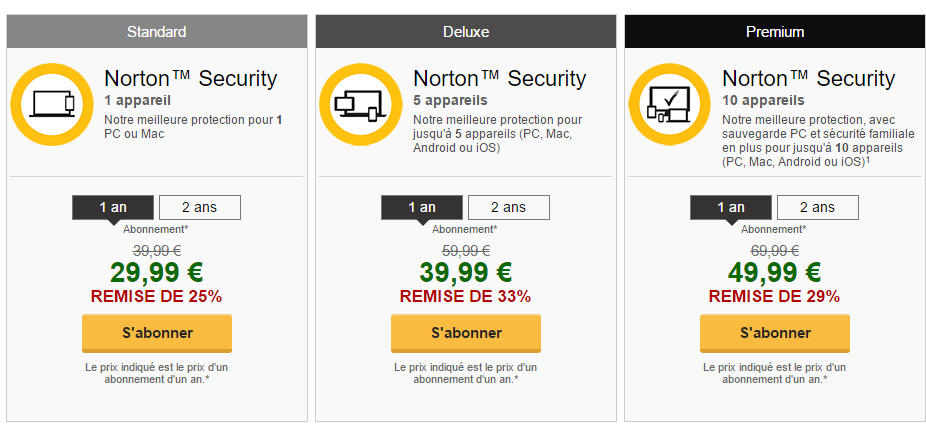 Standard
Norton™ Security
1 appareil
Notre meilleure protection pour 1
PC ou Mac
1 an
2 ans
Abonnement*
39,99 €
29,99 €
REMISE DE 25%
S'abonner
Le prix indiqué est le prix d'un
abonnement d'un an.*
Deluxe
Norton™ Security
5 appareils
Notre meilleure protection pour
jusqu'à 5 appareils (PC, Mac,
Android ou iOS)
1 an
2 ans
Abonnement*
59,99 €
39,99 €
REMISE DE 33%
S'abonner
Le prix indiqué est le prix d'un
abonnement d'un an.*
Premium
Norton™ Security
10 appareils
Notre meilleure protection, avec
sauvegarde PC et sécurité familiale
en plus pour jusqu'à 10 appareils
(PC, Mac, Android ou iOS)¹
1 an
2 ans
Abonnement*
69,99 €
49,99 €
REMISE DE 29%
S'abonner
Le prix indiqué est le prix d'un
abonnement d'un an.*